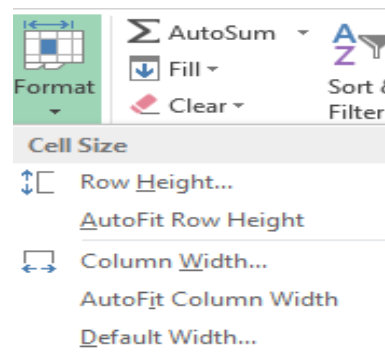 Format
AutoSum
Fill
Clear
A
Z
Sort &
Filter
Cell Size
Row Height...
AutoFit Row Height
Column Width...
AutoFit Column Width
Default Width...